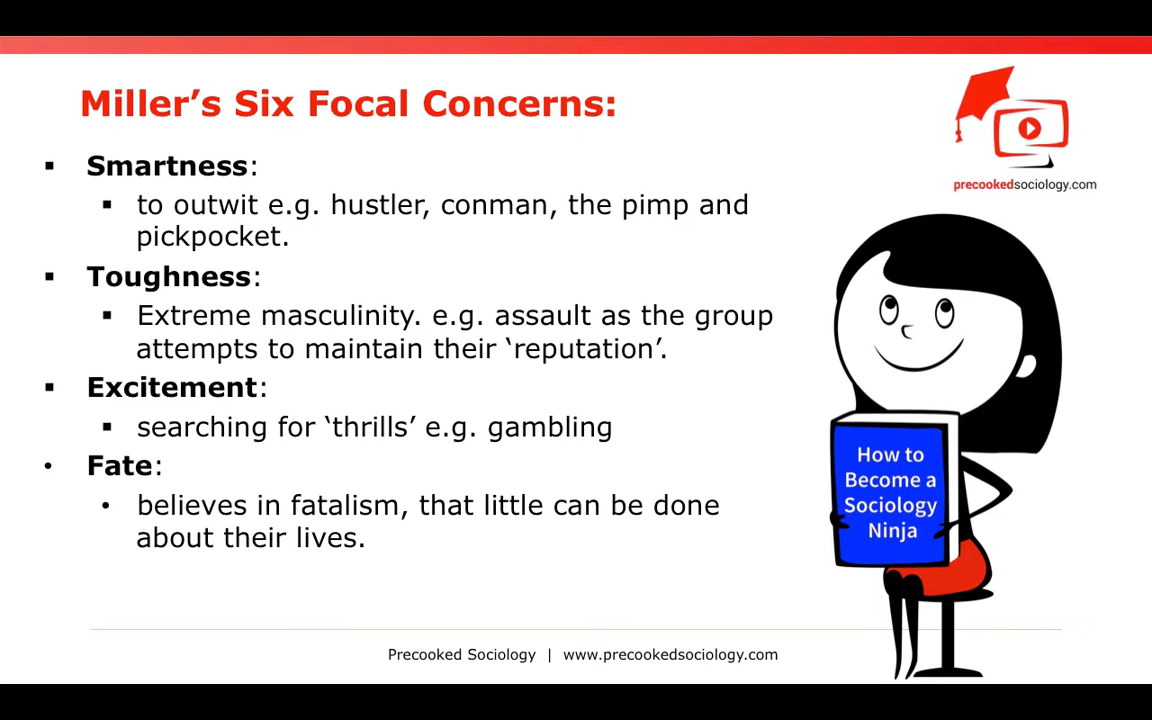 Miller’s Six Focal Concerns:
precookedsociology.com
▪ Smartness:
▪ to outwit e.g. hustler, conman, the pimp and
pickpocket.
▪ Toughness:
▪ Extreme masculinity. e.g. assault as the group
attempts to maintain their ‘reputation’.
▪ Excitement:
▪ searching for ‘thrills’ e.g. gambling
• Fate:
• believes in fatalism, that little can be done
about their lives.
How to
Become a
Sociology
Ninja
Precooked Sociology | www.precookedsociology.com